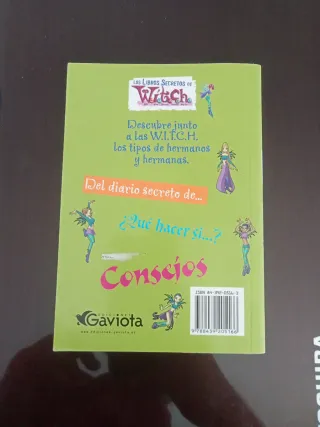 LOS LIBROS SECRETOS DE
W.i.t.c.h.
Descubre junto
a las W.I.T.C.H.
los tipos de hermanos
y hermanas.
Del diario secreto de...
¿Qué hacer si...?
Consejos
Gaviota
ISBN